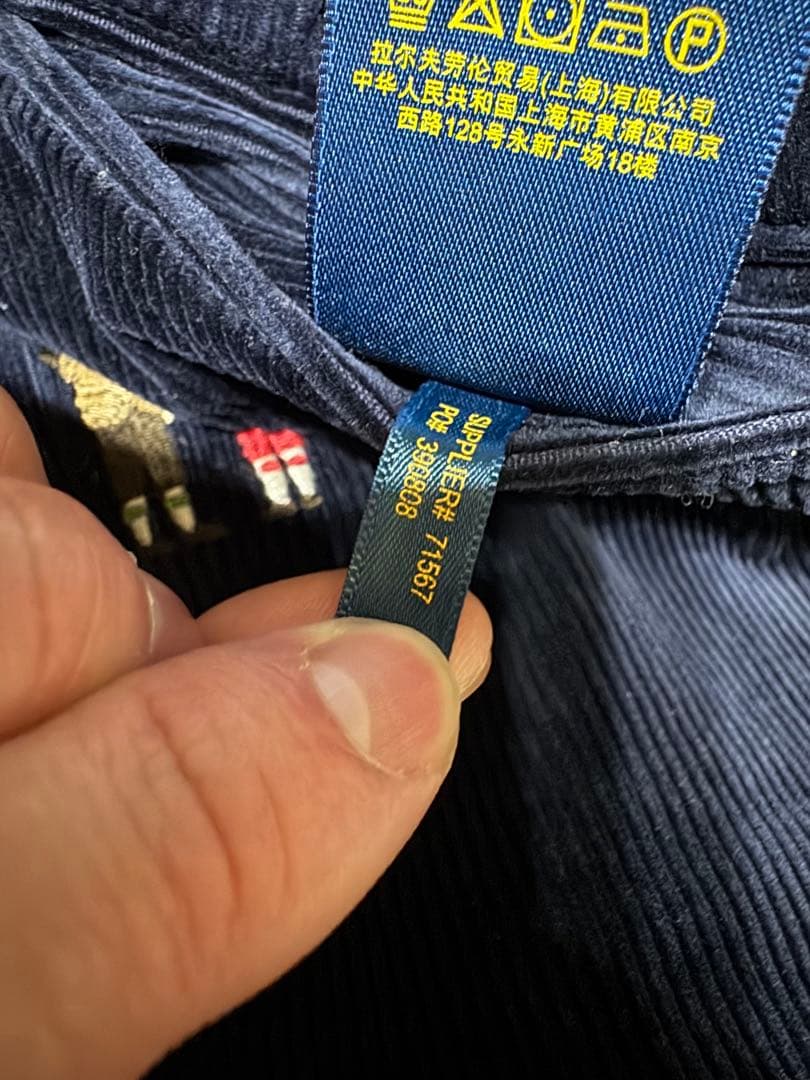 P
拉尔夫劳伦贸易(上海)有限公司
中华人民共和国上海市黄浦区南京
西路128号永新广场18楼
SUPPLIER# 71567
PO# 390808